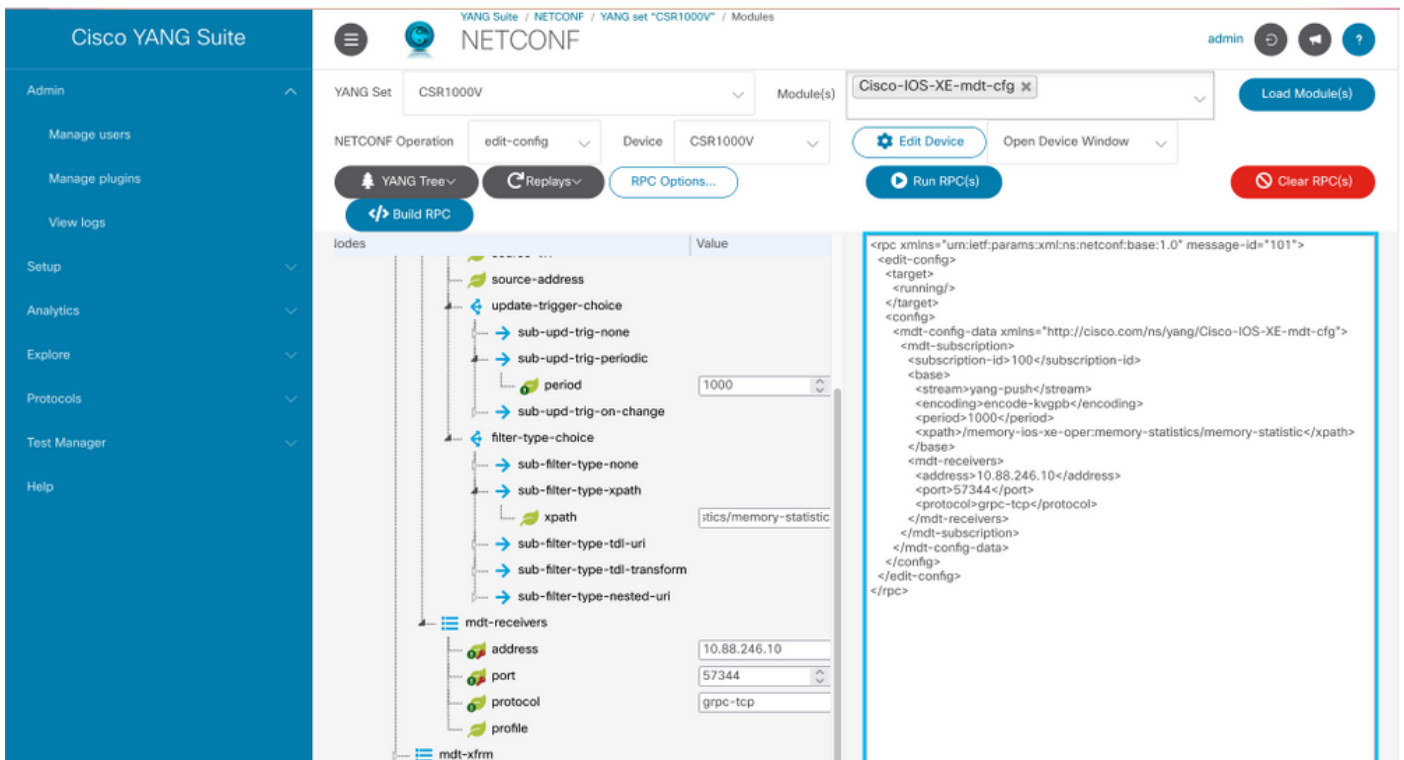 Cisco YANG Suite
Admin
Manage users
Manage plugins
View logs
Setup
Analytics
Explore
Protocols
Test Manager
Help
YANG Suite / NETCONF / YANG set "CSR1000V" / Modules
NETCONF
admin
?
YANG Set CSR1000V Module(s) Cisco-IOS-XE-mdt-cfg Load Module(s)
NETCONF Operation edit-config Device CSR1000V Edit Device Open Device Window
YANG Tree Replays RPC Options... Run RPC(s) Clear RPC(s)
</> Build RPC
lodes Value
source-address
update-trigger-choice
sub-upd-trig-none
sub-upd-trig-periodic
period 1000
sub-upd-trig-on-change
filter-type-choice
sub-filter-type-none
sub-filter-type-xpath
xpath stics/memory-statistic
sub-filter-type-tdl-uri
sub-filter-type-tdl-transform
sub-filter-type-nested-uri
mdt-receivers
address 10.88.246.10
port 57344
protocol grpc-tcp
profile
mdt-xfrm
<rpc xmlns="urn:ietf:params:xml:ns:netconf:base:1.0" message-id="101">
<edit-config>
<target>
<running/>
</target>
<config>
<mdt-config-data xmlns="http://cisco.com/ns/yang/Cisco-IOS-XE-mdt-cfg">
<mdt-subscription>
<subscription-id>100</subscription-id>
<base>
<stream>yang-push</stream>
<encoding>encode-kvgpb</encoding>
<period>1000</period>
<xpath>/memory-ios-xe-oper:memory-statistics/memory-statistic</xpath>
</base>
<mdt-receivers>
<address>10.88.246.10</address>
<port>57344</port>
<protocol>grpc-tcp</protocol>
</mdt-receivers>
</mdt-subscription>
</mdt-config-data>
</config>
</edit-config>
</rpc>